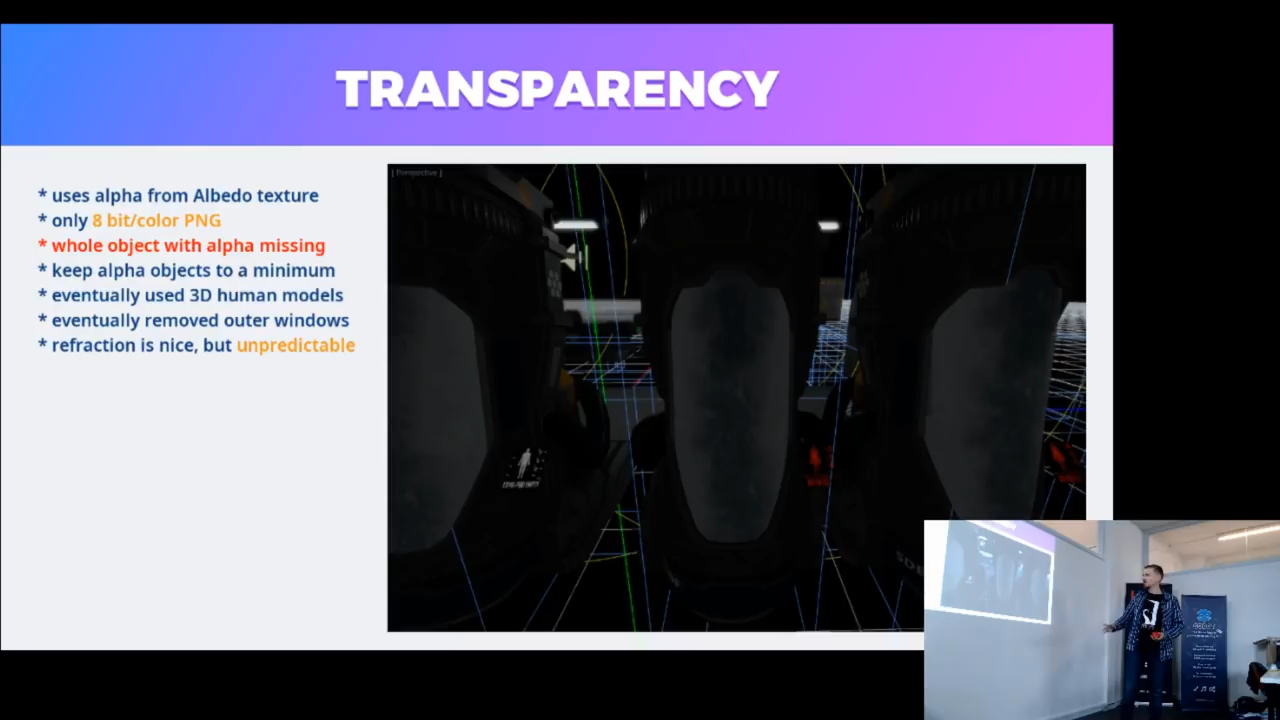 TRANSPARENCY
* uses alpha from Albedo texture
* only 8 bit/color PNG
* whole object with alpha missing
* keep alpha objects to a minimum
* eventually used 3D human models
* eventually removed outer windows
* refraction is nice, but unpredictable
[ Perspective ]